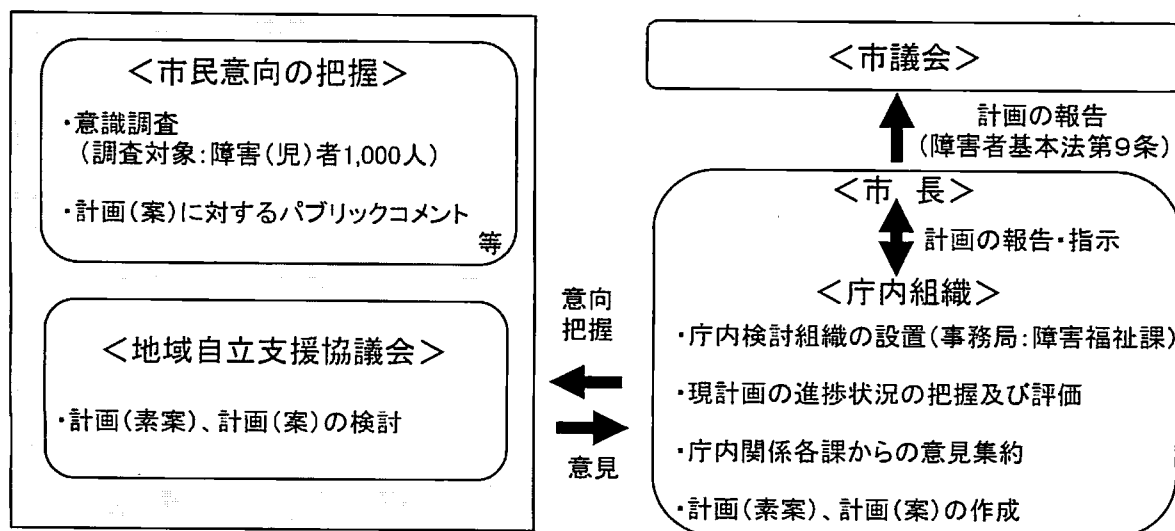 ＜市民意向の把握＞
・意識調査
（調査対象：障害（児）者1,000人）
・計画（案）に対するパブリックコメント
等
＜地域自立支援協議会＞
・計画（素案）、計画（案）の検討
意向
把握
意見
＜市議会＞
計画の報告
（障害者基本法第9条）
＜市　長＞
計画の報告・指示
＜庁内組織＞
・庁内検討組織の設置（事務局：障害福祉課）
・現計画の進捗状況の把握及び評価
・庁内関係各課からの意見集約
・計画（素案）、計画（案）の作成